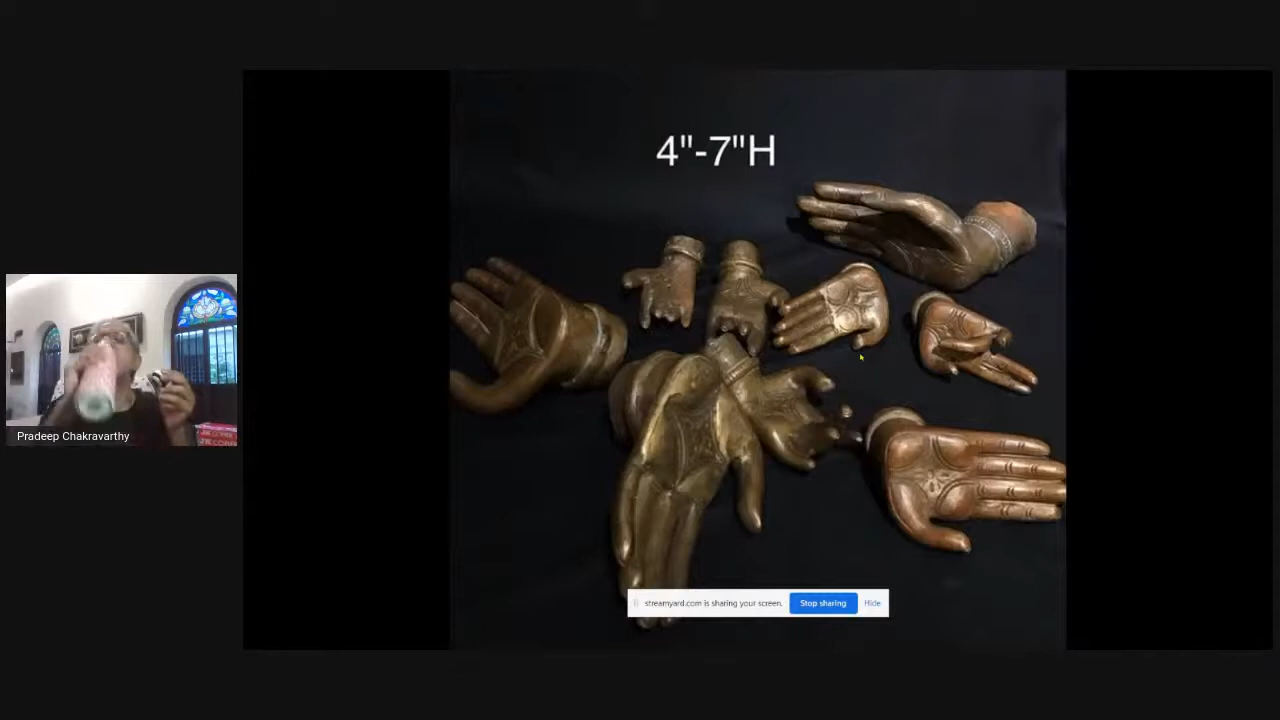 4"-7"H
Pradeep Chakravarthy
streamyard.com is sharing your screen.
Stop sharing
Hide